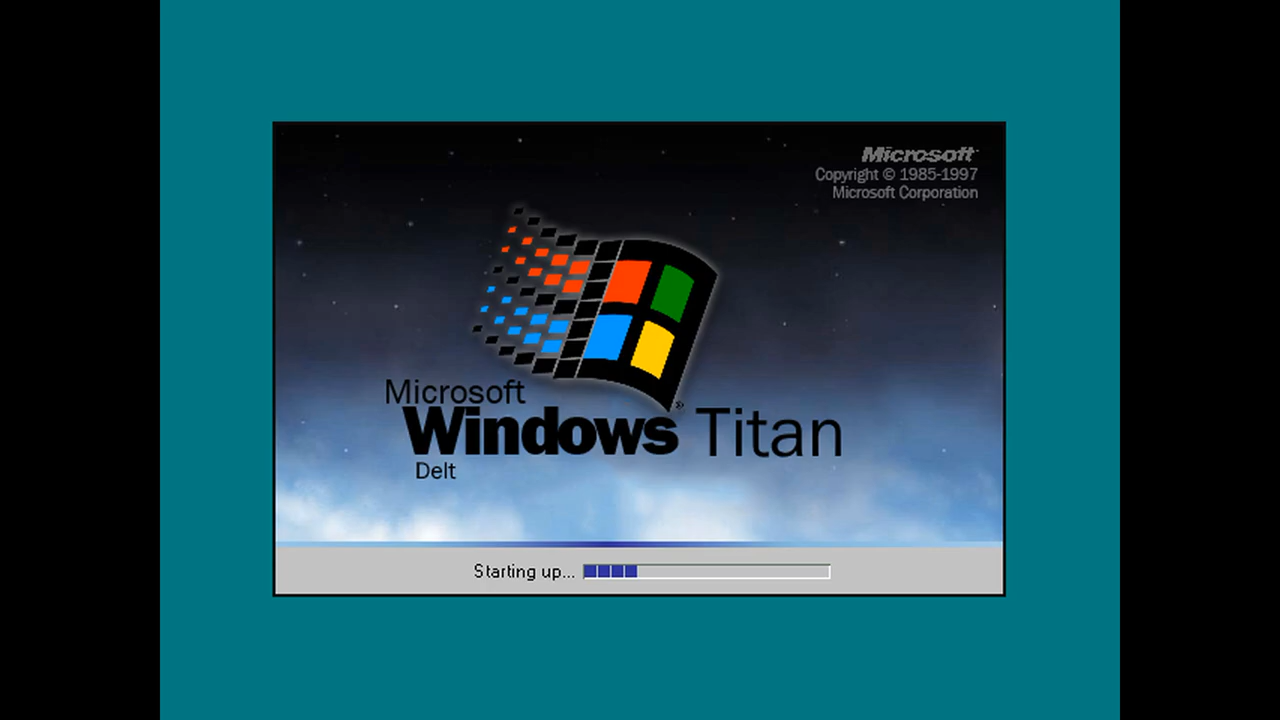 Microsoft
Copyright © 1985-1997
Microsoft Corporation
Microsoft
Windows® Titan
Delt
Starting up...